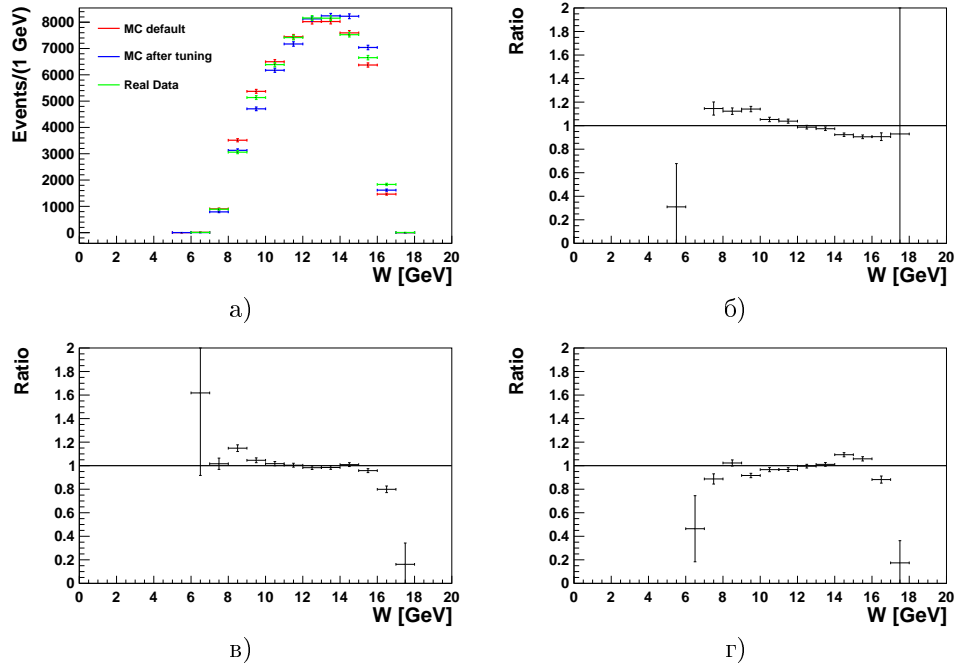 Events/(1 GeV)
8000
7000
6000
5000
4000
3000
2000
1000
0
MC default
MC after tuning
Real Data
0 2 4 6 8 10 12 14 16 18 20
W [GeV]
а)
Ratio
2
1.8
1.6
1.4
1.2
1
0.8
0.6
0.4
0.2
0
0 2 4 6 8 10 12 14 16 18 20
W [GeV]
б)
Ratio
2
1.8
1.6
1.4
1.2
1
0.8
0.6
0.4
0.2
0
0 2 4 6 8 10 12 14 16 18 20
W [GeV]
в)
Ratio
2
1.8
1.6
1.4
1.2
1
0.8
0.6
0.4
0.2
0
0 2 4 6 8 10 12 14 16 18 20
W [GeV]
г)